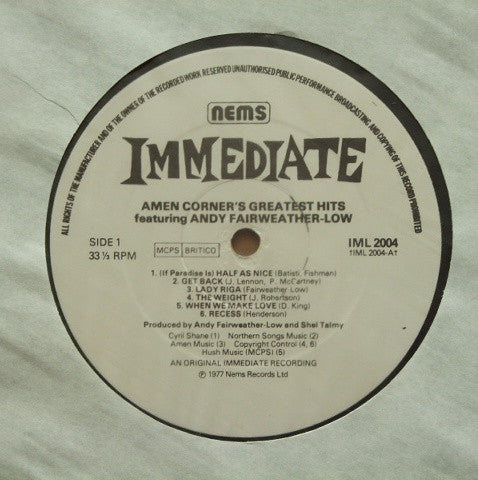 ALL RIGHTS OF THE MANUFACTURER AND OF THE OWNER OF THE RECORDED WORK RESERVED UNAUTHORISED PUBLIC PERFORMANCE BROADCASTING AND COPYING OF THIS RECORD PROHIBITED
nems
IMMEDIATE
AMEN CORNER'S GREATEST HITS
featuring ANDY FAIRWEATHER-LOW
SIDE 1
33 ⅓ RPM
MCPS BRITICO
IML 2004
1IML 2004-A1
1. (If Paradise Is) HALF AS NICE (Batisti, Fishman)
2. GET BACK (J. Lennon, P. McCartney)
3. LADY RIGA (Fairweather-Low)
4. THE WEIGHT (J. Robertson)
5. WHEN WE MAKE LOVE (D. King)
6. RECESS (Henderson)
Produced by Andy Fairweather-Low and Shel Talmy
Cyril Shane (1) Northern Songs Music (2)
Amen Music (3) Copyright Control (4, 6)
Hush Music (MCPS) (5)
AN ORIGINAL IMMEDIATE RECORDING
℗ 1977 Nems Records Ltd